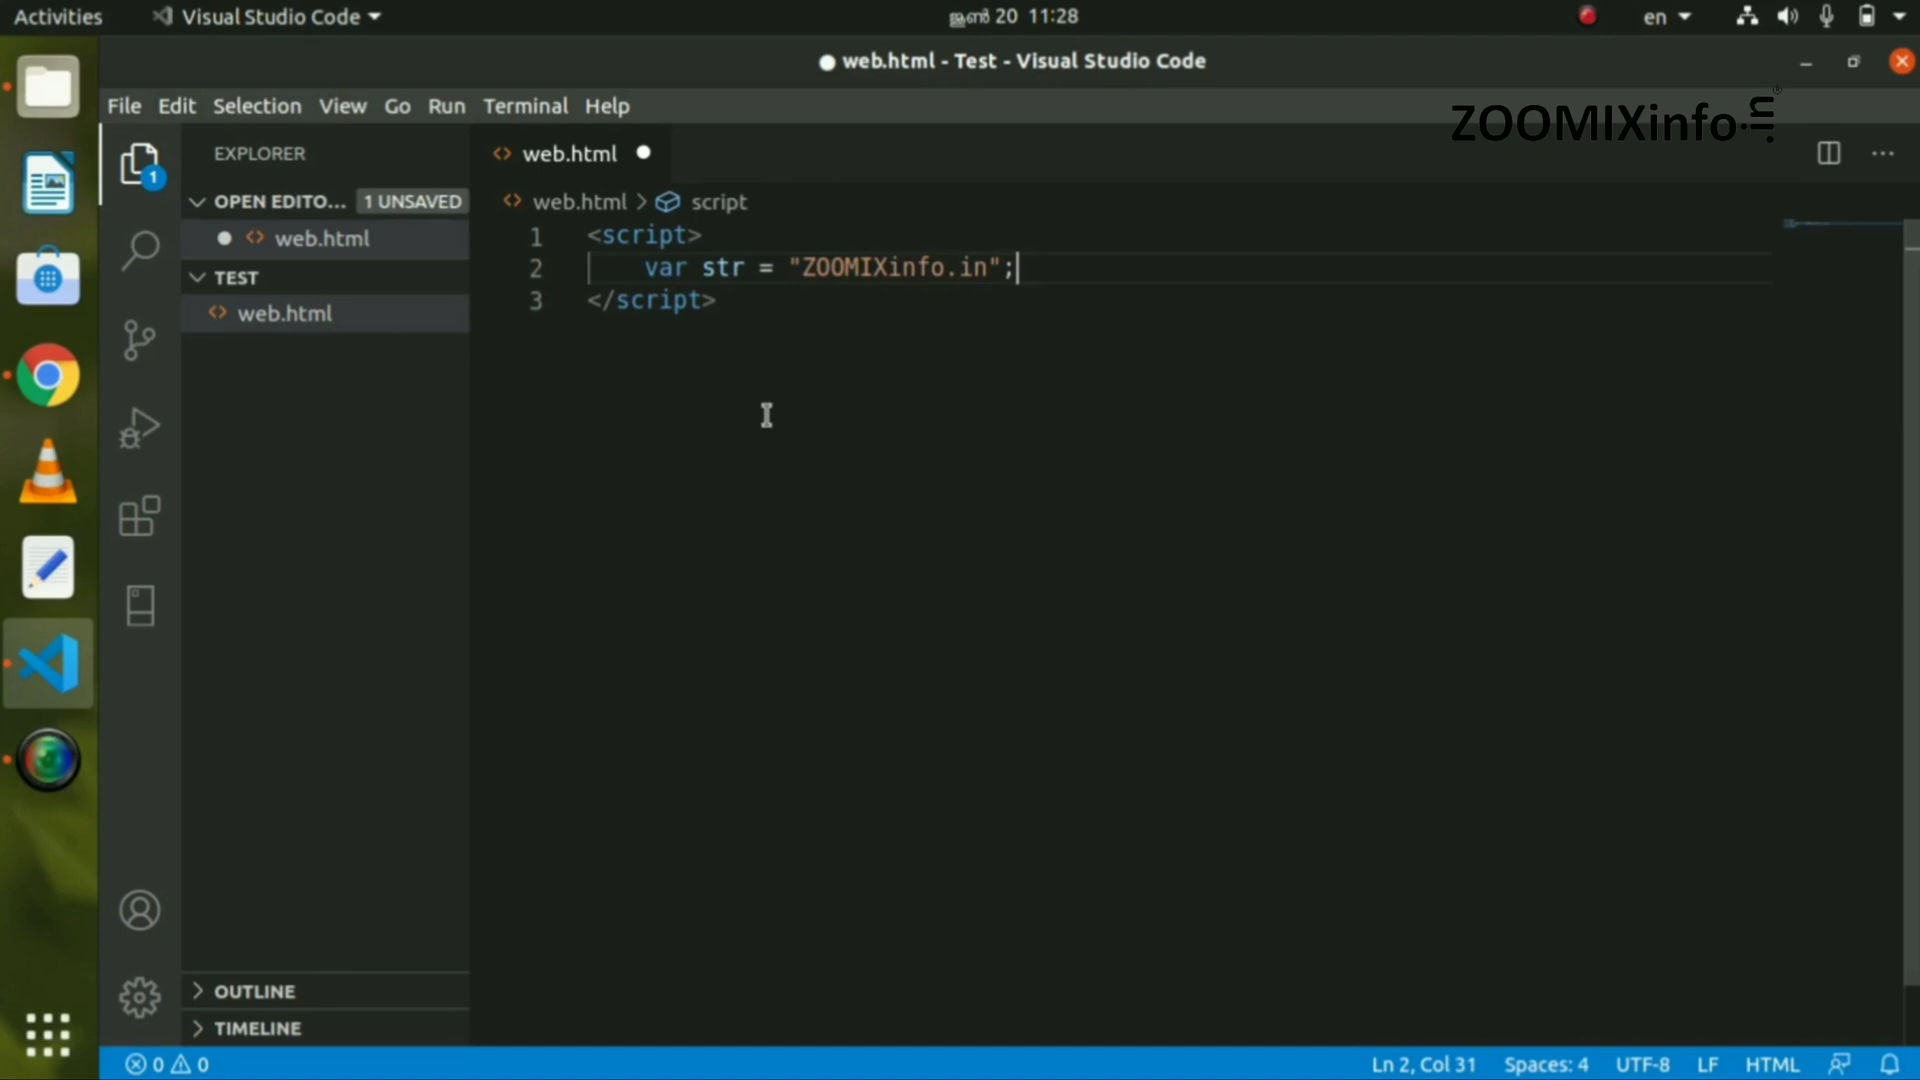 Activities
Visual Studio Code
ജൂൺ 20 11:28
en
web.html - Test - Visual Studio Code
File Edit Selection View Go Run Terminal Help
ZOOMIXinfo.in®
EXPLORER
web.html
1
OPEN EDITO... 1 UNSAVED
web.html > script
web.html
1 <script>
2 var str = "ZOOMIXinfo.in";
3 </script>
TEST
web.html
OUTLINE
TIMELINE
0 0
Ln 2, Col 31 Spaces: 4 UTF-8 LF HTML